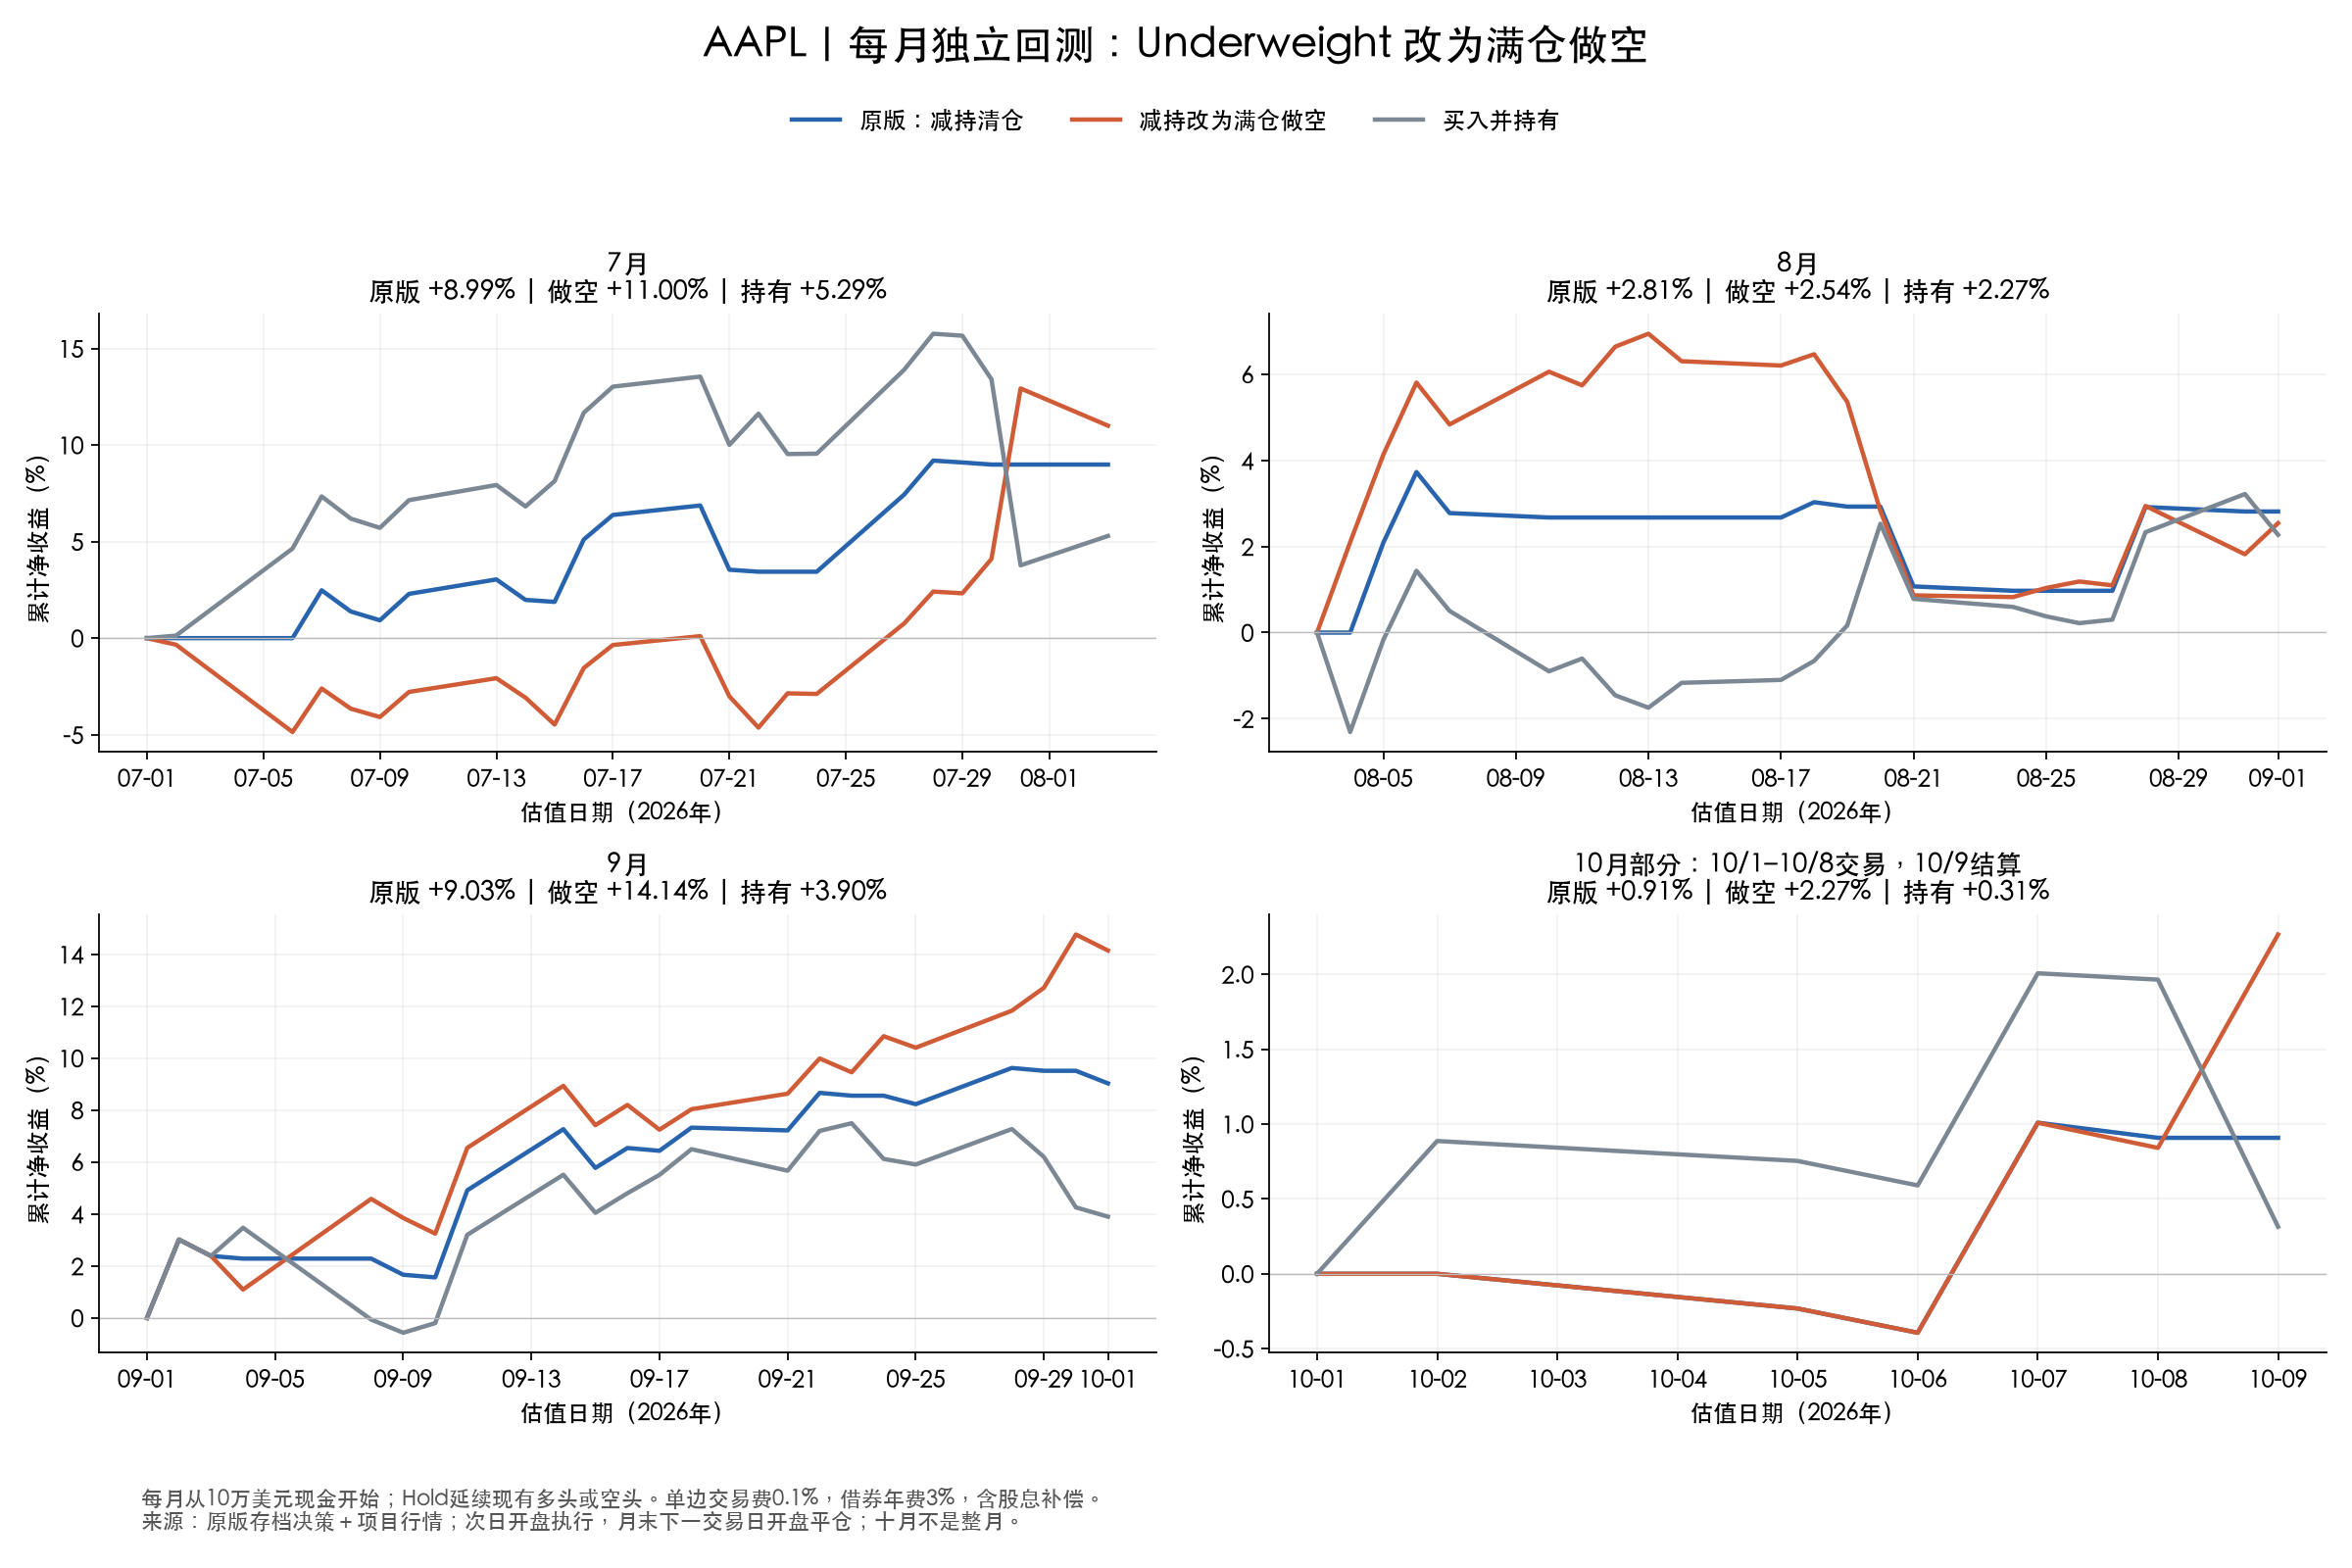 AAPL | 每月独立回测：Underweight 改为满仓做空
原版：减持清仓
减持改为满仓做空
买入并持有
7月
原版 +8.99% | 做空 +11.00% | 持有 +5.29%
累计净收益（%）
15
10
5
0
-5
07-01 07-05 07-09 07-13 07-17 07-21 07-25 07-29 08-01
估值日期（2026年）
8月
原版 +2.81% | 做空 +2.54% | 持有 +2.27%
累计净收益（%）
6
4
2
0
-2
08-05 08-09 08-13 08-17 08-21 08-25 08-29 09-01
估值日期（2026年）
9月
原版 +9.03% | 做空 +14.14% | 持有 +3.90%
累计净收益（%）
14
12
10
8
6
4
2
0
09-01 09-05 09-09 09-13 09-17 09-21 09-25 09-29 10-01
估值日期（2026年）
10月部分：10/1–10/8交易，10/9结算
原版 +0.91% | 做空 +2.27% | 持有 +0.31%
累计净收益（%）
2.0
1.5
1.0
0.5
0.0
-0.5
10-01 10-02 10-03 10-04 10-05 10-06 10-07 10-08 10-09
估值日期（2026年）
每月从10万美元现金开始；Hold延续现有多头或空头。单边交易费0.1%，借券年费3%，含股息补偿。
来源：原版存档决策＋项目行情；次日开盘执行，月末下一交易日开盘平仓；十月不是整月。